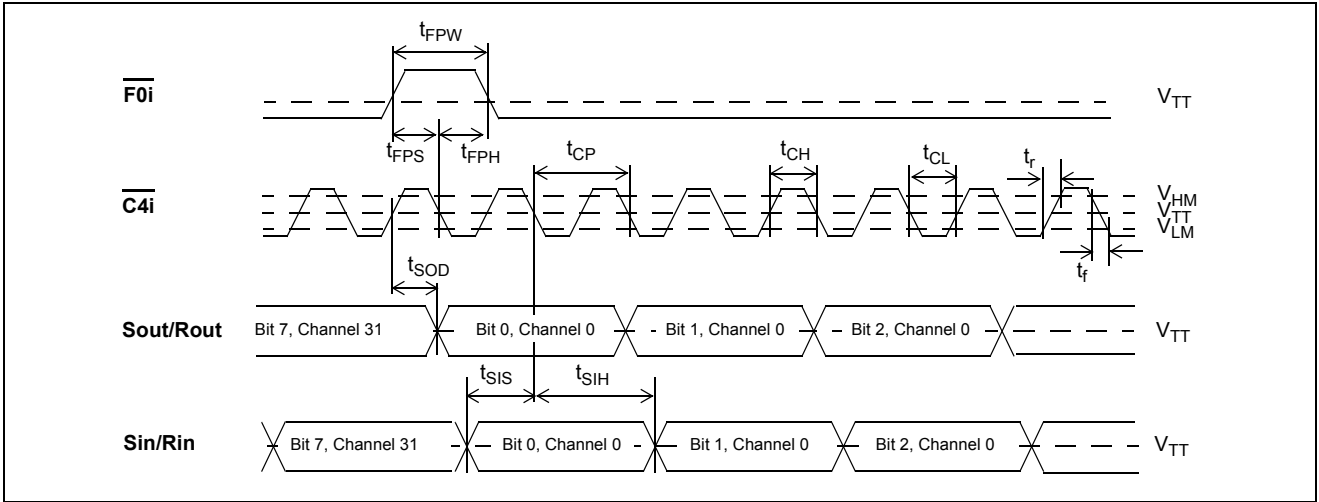 tFPW
F0i
VTT
tFPS
tFPH
tCP
tCH
tCL
tr
C4i
VHM
VTT
VLM
tSOD
tf
Sout/Rout
Bit 7, Channel 31
Bit 0, Channel 0
Bit 1, Channel 0
Bit 2, Channel 0
VTT
tSIS
tSIH
Sin/Rin
Bit 7, Channel 31
Bit 0, Channel 0
Bit 1, Channel 0
Bit 2, Channel 0
VTT